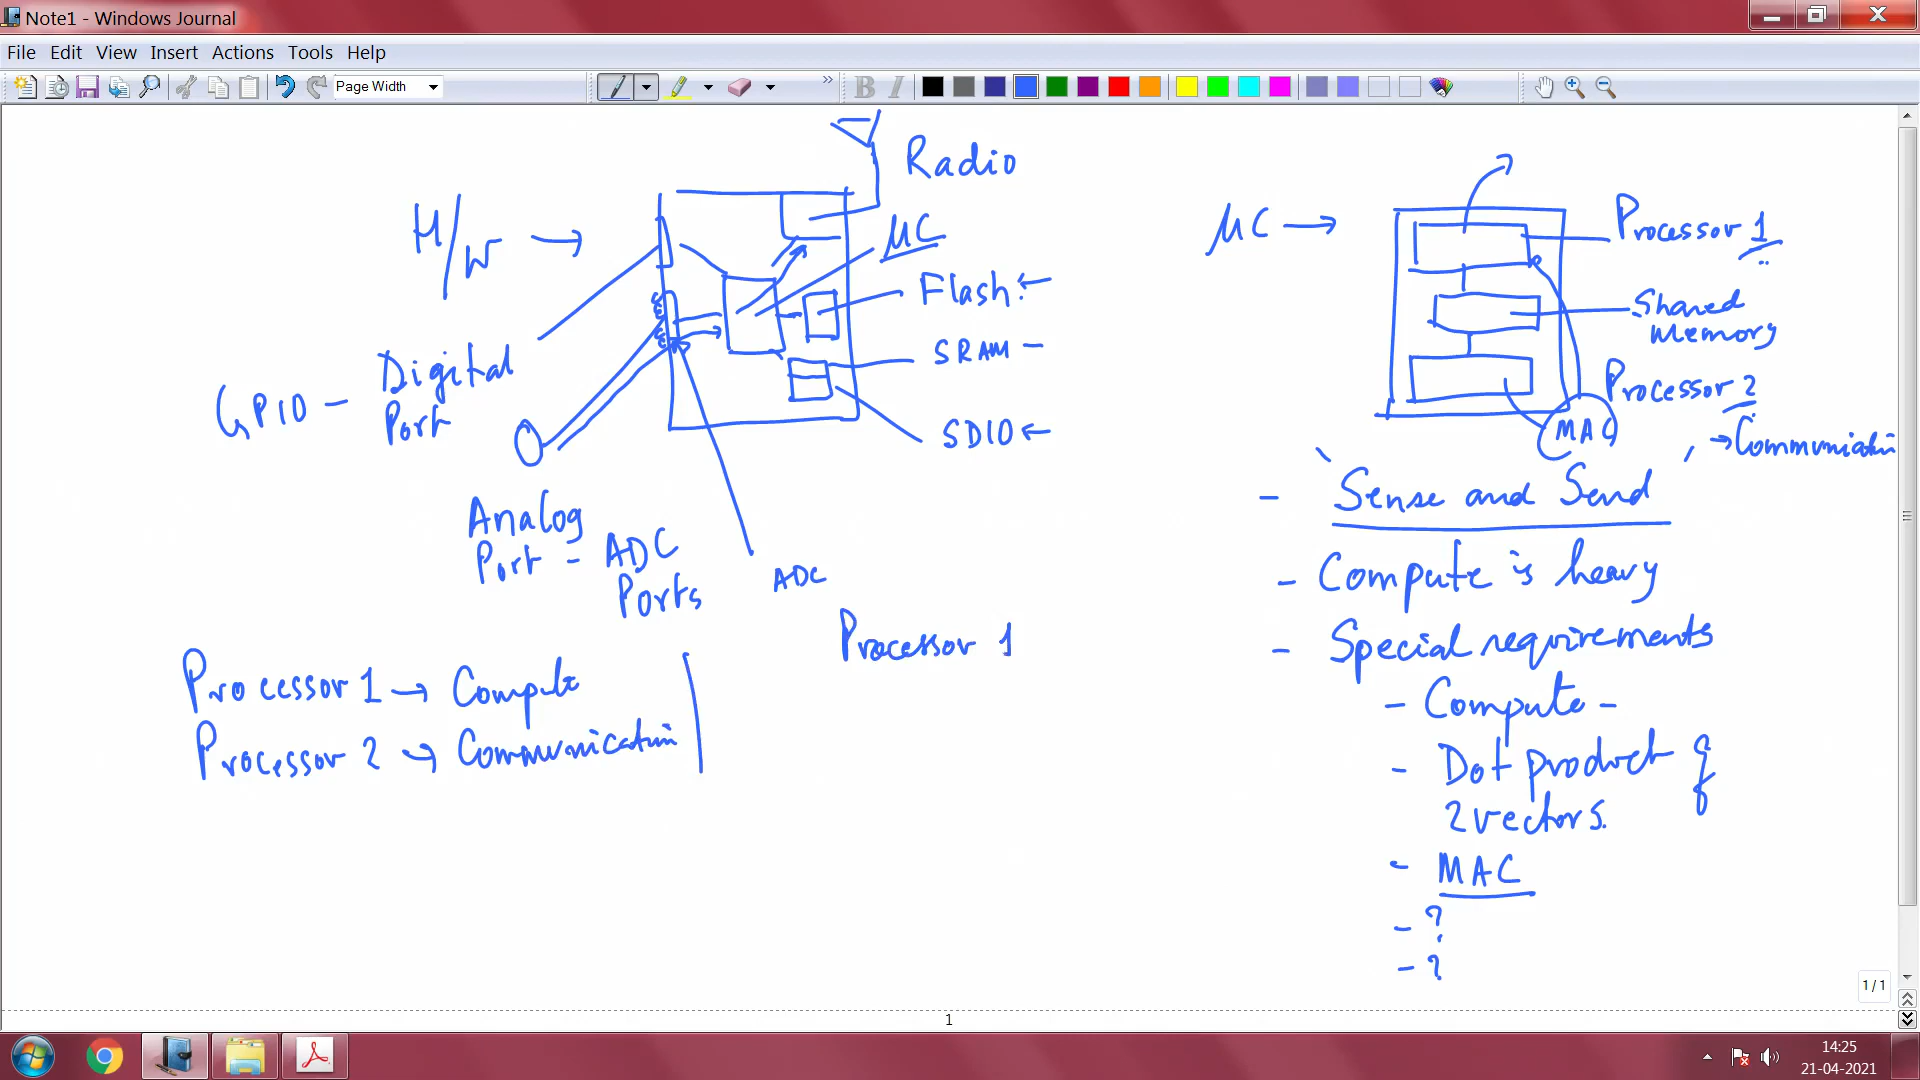 Note1 - Windows Journal
File Edit View Insert Actions Tools Help
Page Width
B I
Radio
H/W →
μC
Flash ←
SRAM -
SDIO ←
GPIO - Digital
Port
Analog
Port - ADC
Ports
ADC
Processor 1 → Compute
Processor 2 → Communication
Processor 1
μC →
Processor 1
Shared
Memory
Processor 2
MAC
→ Communicatin
- 'Sense and Send'
- Compute is heavy
- Special requirements
- Compute -
- Dot product of
2 vectors.
- MAC
- ?
- ?
1 / 1
1
14:25
21-04-2021